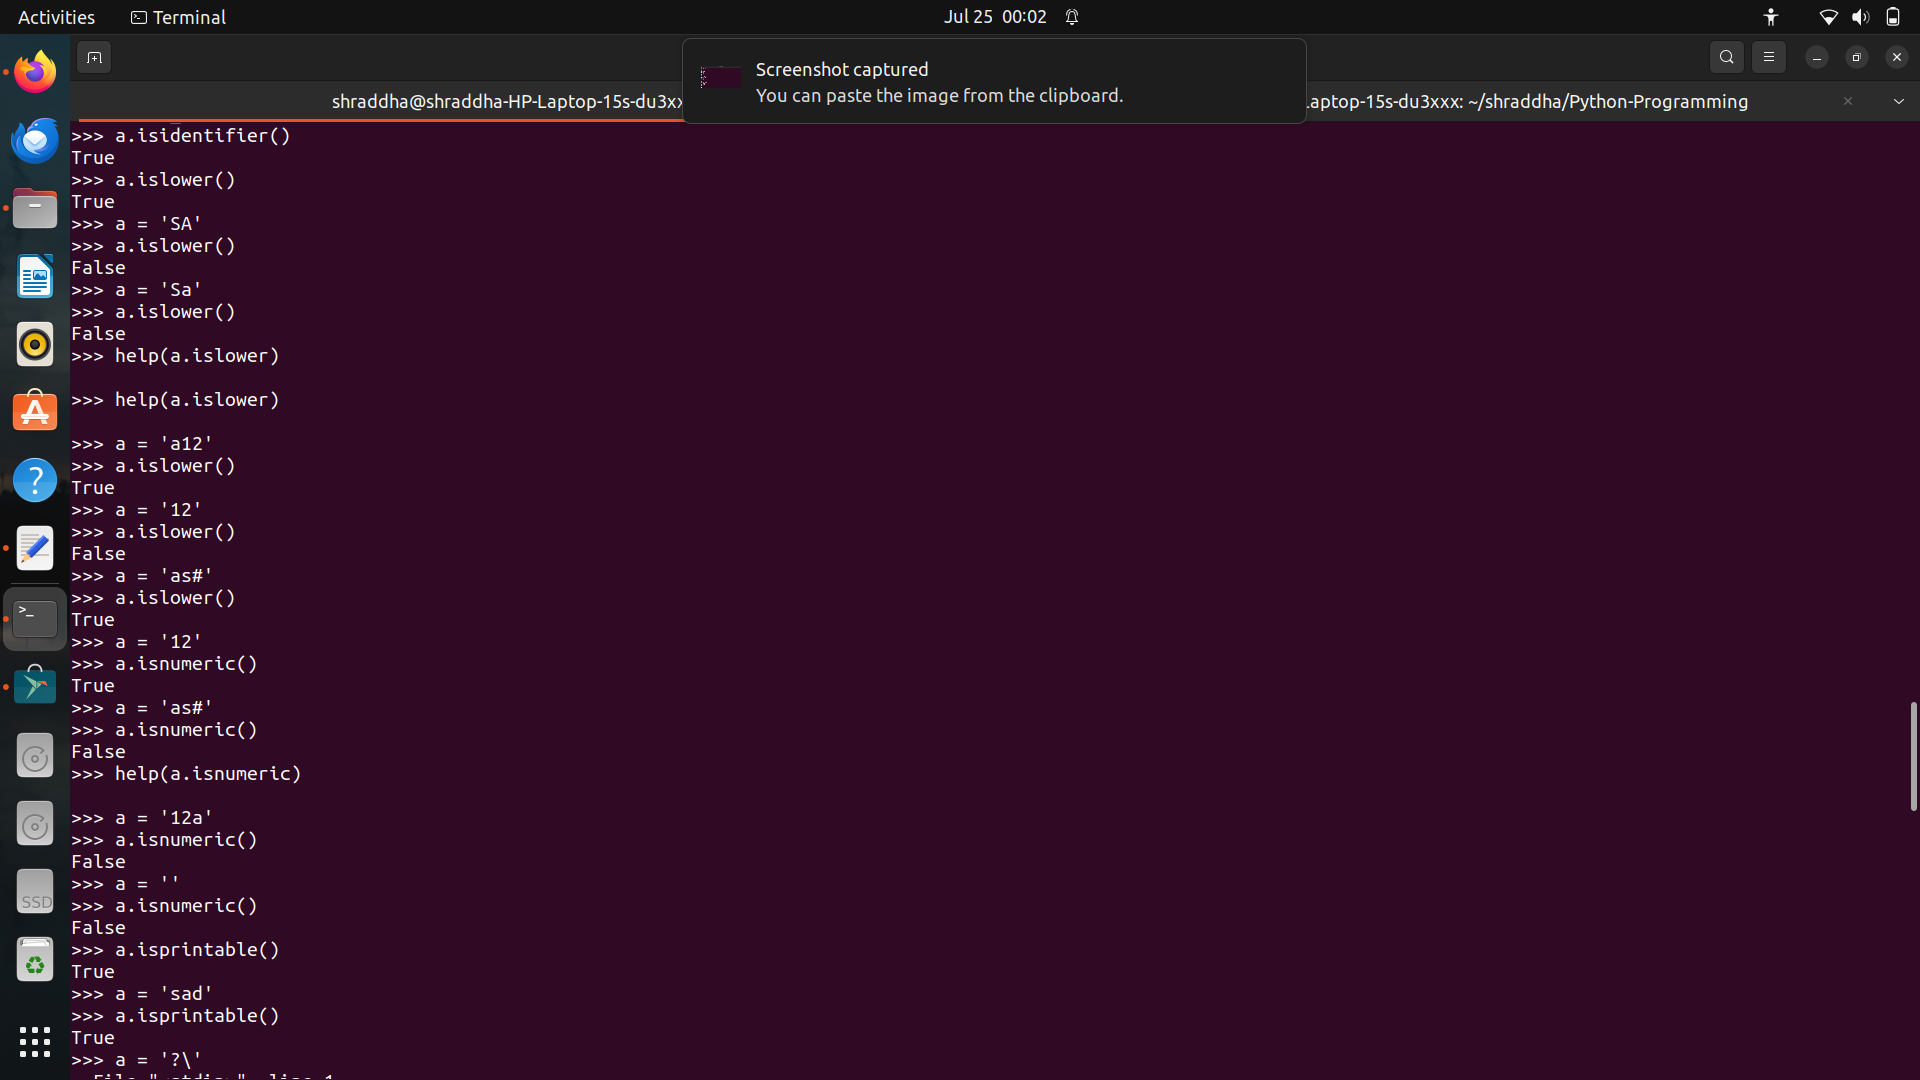 Activities
Terminal
Jul 25 00:02
Screenshot captured
You can paste the image from the clipboard.
shraddha@shraddha-HP-Laptop-15s-du3xx
aptop-15s-du3xxx: ~/shraddha/Python-Programming
>>> a.isidentifier()
True
>>> a.islower()
True
>>> a = 'SA'
>>> a.islower()
False
>>> a = 'Sa'
>>> a.islower()
False
>>> help(a.islower)
>>> help(a.islower)
>>> a = 'a12'
>>> a.islower()
True
>>> a = '12'
>>> a.islower()
False
>>> a = 'as#'
>>> a.islower()
True
>>> a = '12'
>>> a.isnumeric()
True
>>> a = 'as#'
>>> a.isnumeric()
False
>>> help(a.isnumeric)
>>> a = '12a'
>>> a.isnumeric()
False
>>> a = ''
>>> a.isnumeric()
False
>>> a.isprintable()
True
>>> a = 'sad'
>>> a.isprintable()
True
>>> a = '?\'
SSD